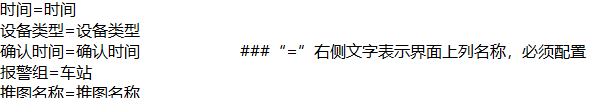 时间=时间
设备类型=设备类型
确认时间=确认时间 ###“=”右侧文字表示界面上列名称，必须配置
报警组=车站
推图名称=推图名称